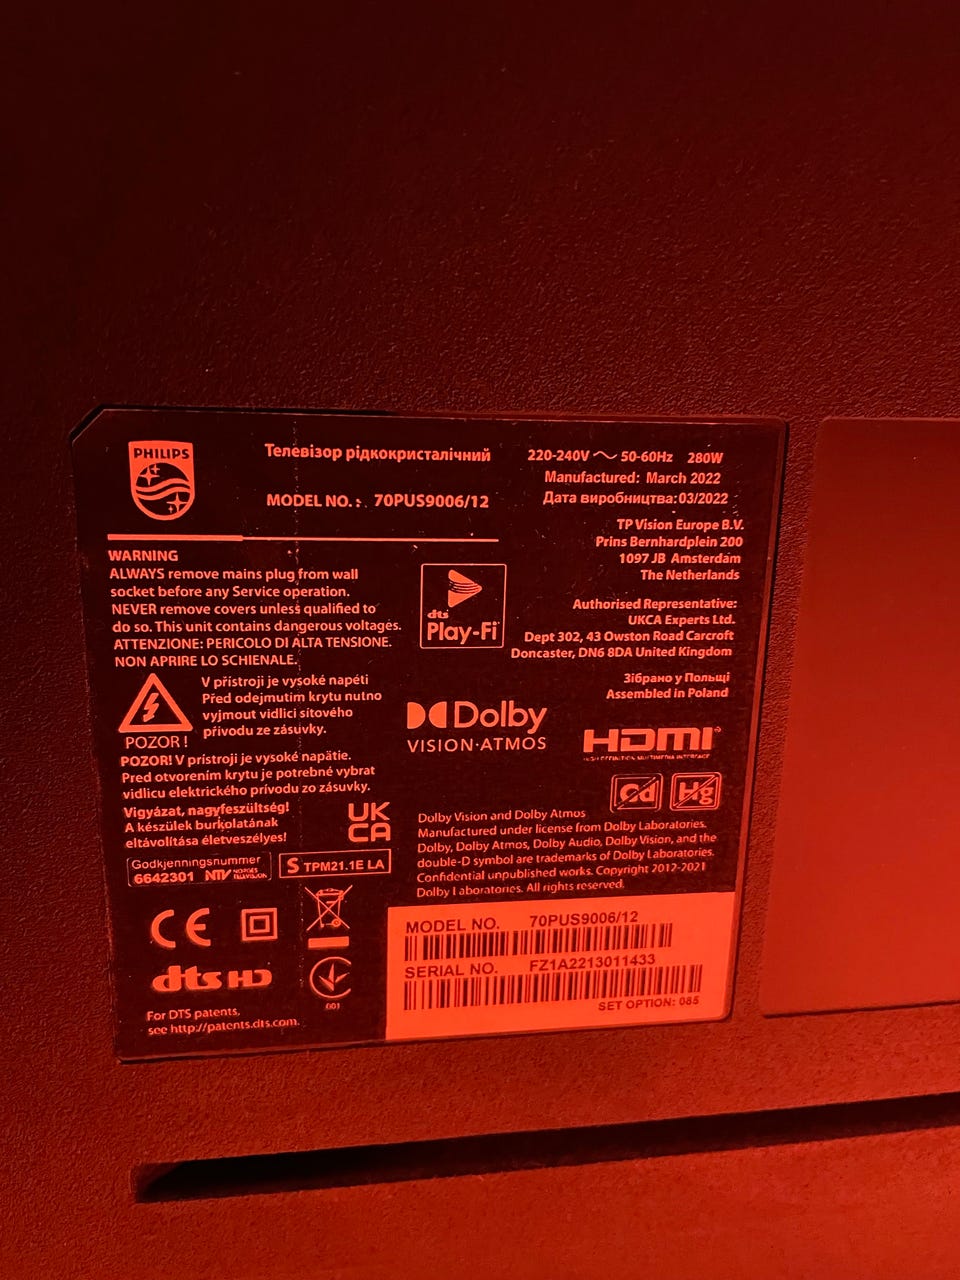 PHILIPS
Телевізор рідкокристалічний
MODEL NO.: 70PUS9006/12
220-240V ～ 50-60Hz 280W
Manufactured: March 2022
Дата виробництва:03/2022
TP Vision Europe B.V.
Prins Bernhardplein 200
1097 JB Amsterdam
The Netherlands
Authorised Representative:
UKCA Experts Ltd.
Dept 302, 43 Owston Road Carcroft
Doncaster, DN6 8DA United Kingdom
Зібрано у Польщі
Assembled in Poland
WARNING
ALWAYS remove mains plug from wall
socket before any Service operation.
NEVER remove covers unless qualified to
do so. This unit contains dangerous voltages.
ATTENZIONE: PERICOLO DI ALTA TENSIONE.
NON APRIRE LO SCHIENALE.
V přístroji je vysoké napětí
Před odejmutím krytu nutno
vyjmout vidlici síťového
přívodu ze zásuvky.
POZOR !
POZOR! V prístroji je vysoké napätie.
Pred otvorením krytu je potrebné vybrat
vidlicu elektrického prívodu zo zásuvky.
Vigyázat, nagyfeszültség!
A készülek burkolatának
eltávolítása életveszélyes!
UK
CA
Godkjenningsnummer
6642301 NTV NORGES
TELEVISJON
S TPM21.1E LA
dts
Play-Fi
Dolby
VISION·ATMOS
HDMI
HIGH-DEFINITION MULTIMEDIA INTERFACE
Cd Hg
Dolby Vision and Dolby Atmos
Manufactured under license from Dolby Laboratories.
Dolby, Dolby Atmos, Dolby Audio, Dolby Vision, and the
double-D symbol are trademarks of Dolby Laboratories.
Confidential unpublished works. Copyright 2012-2021
Dolby Laboratories. All rights reserved.
CE
dts HD
001
For DTS patents,
see http://patents.dts.com.
MODEL NO. 70PUS9006/12
SERIAL NO. FZ1A2213011433
SET OPTION: 085